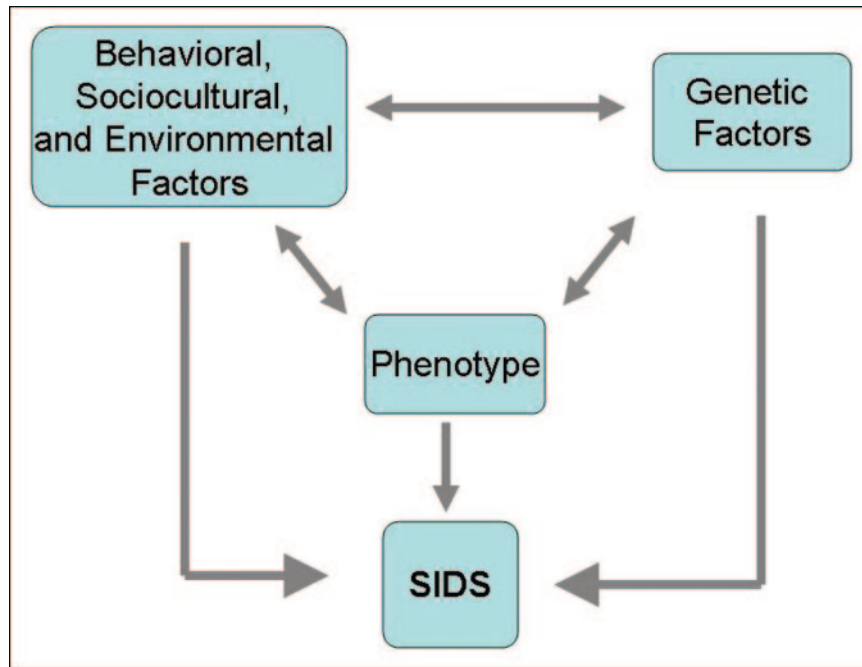 Behavioral,
Sociocultural,
and Environmental
Factors
Genetic
Factors
Phenotype
SIDS